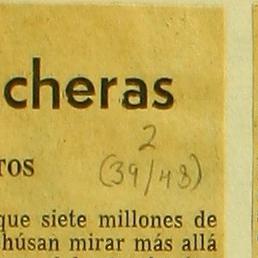 cheras
2
ros
(39/48)
que siete millones de
húsan mirar más allá